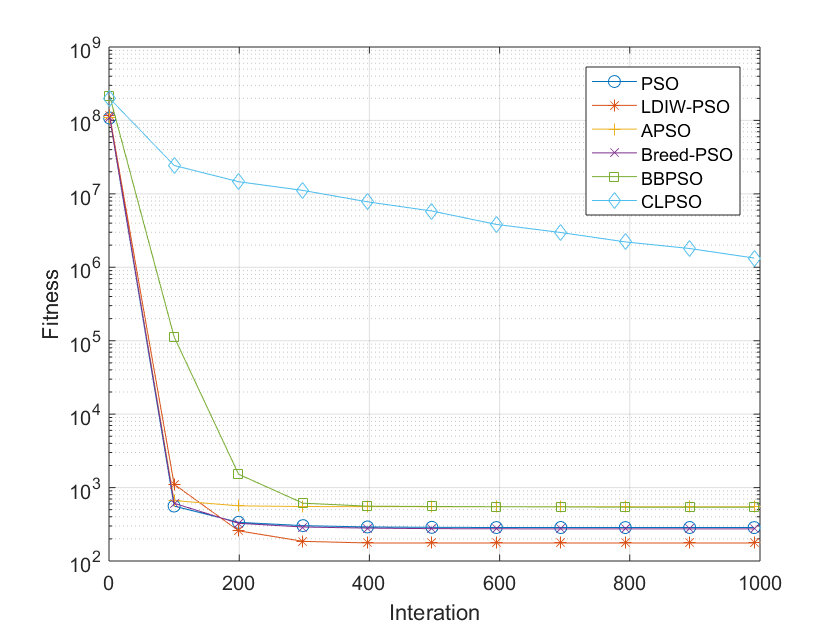 10^9
10^8
10^7
10^6
10^5
10^4
10^3
10^2
Fitness
PSO
LDIW-PSO
APSO
Breed-PSO
BBPSO
CLPSO
0 200 400 600 800 1000
Interation